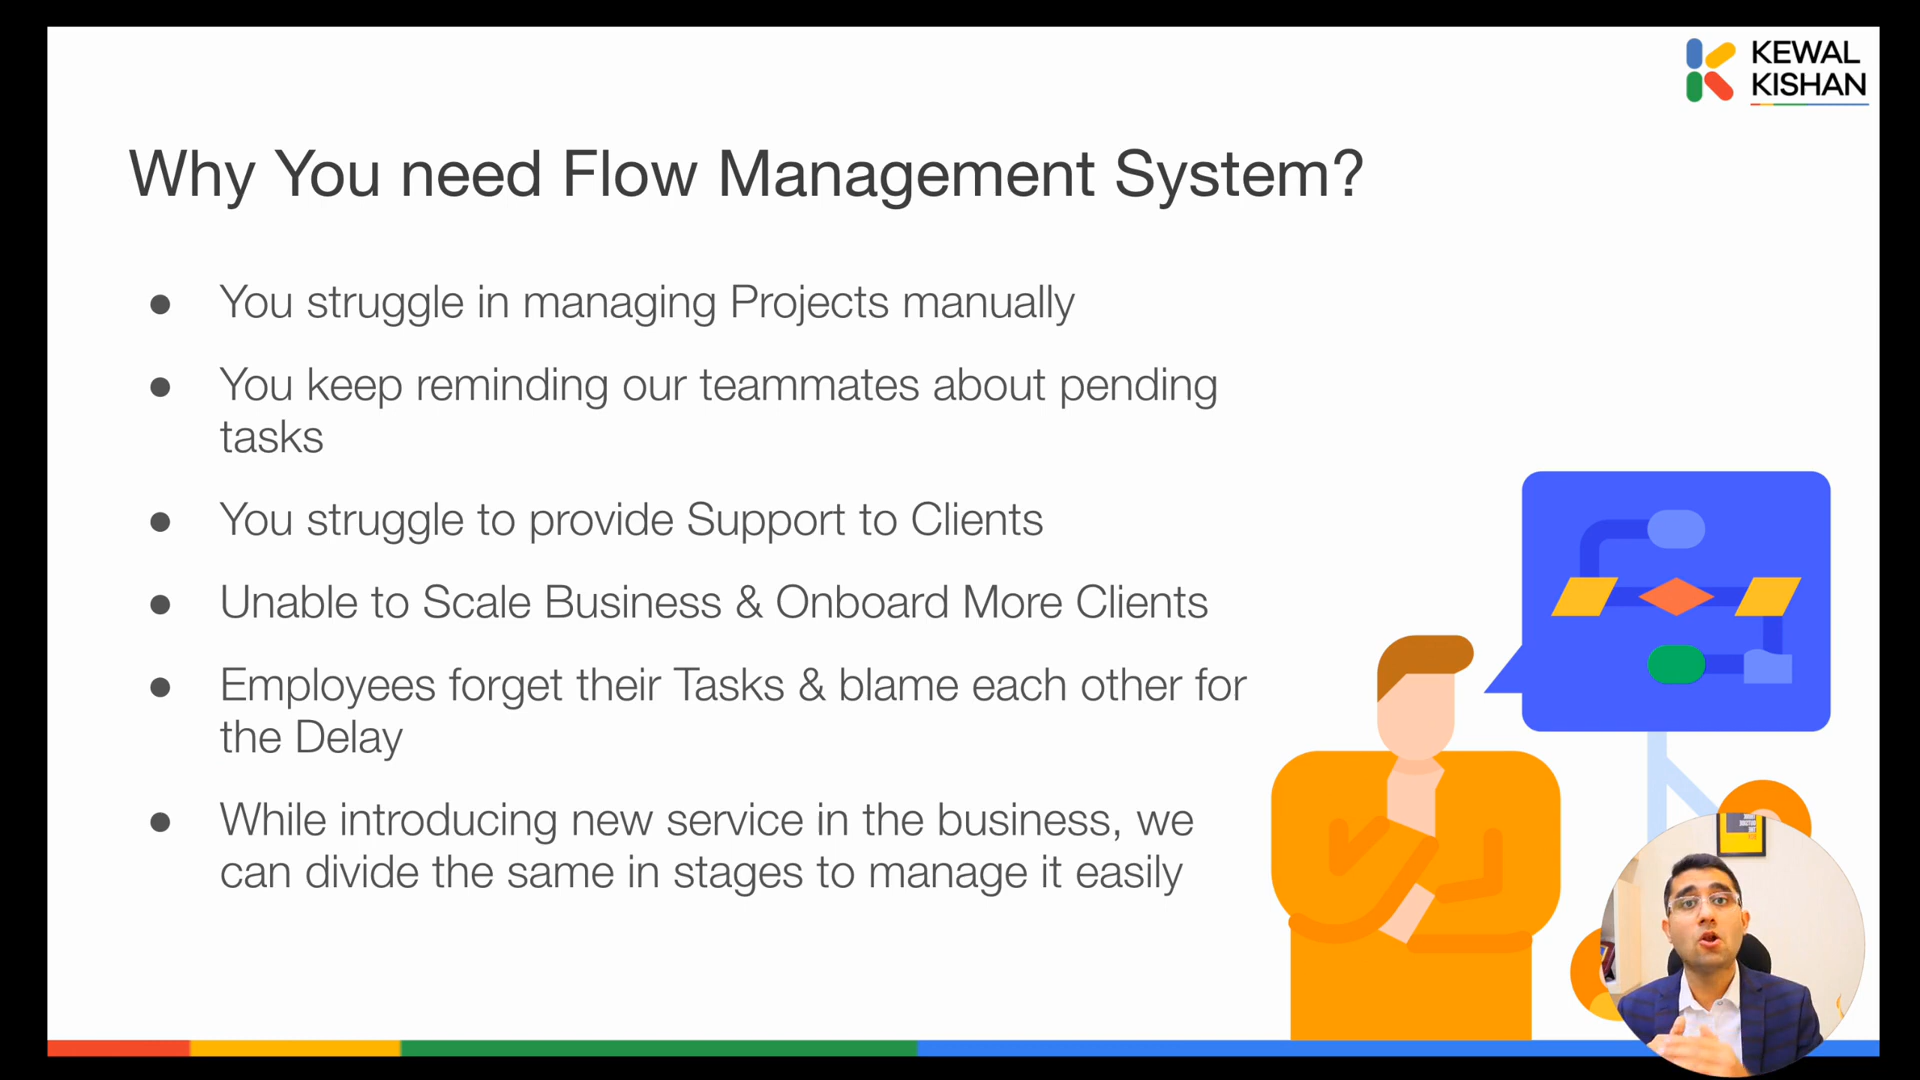 KEWAL
KISHAN
Why You need Flow Management System?
● You struggle in managing Projects manually
● You keep reminding our teammates about pending
tasks
● You struggle to provide Support to Clients
● Unable to Scale Business & Onboard More Clients
● Employees forget their Tasks & blame each other for
the Delay
● While introducing new service in the business, we
can divide the same in stages to manage it easily